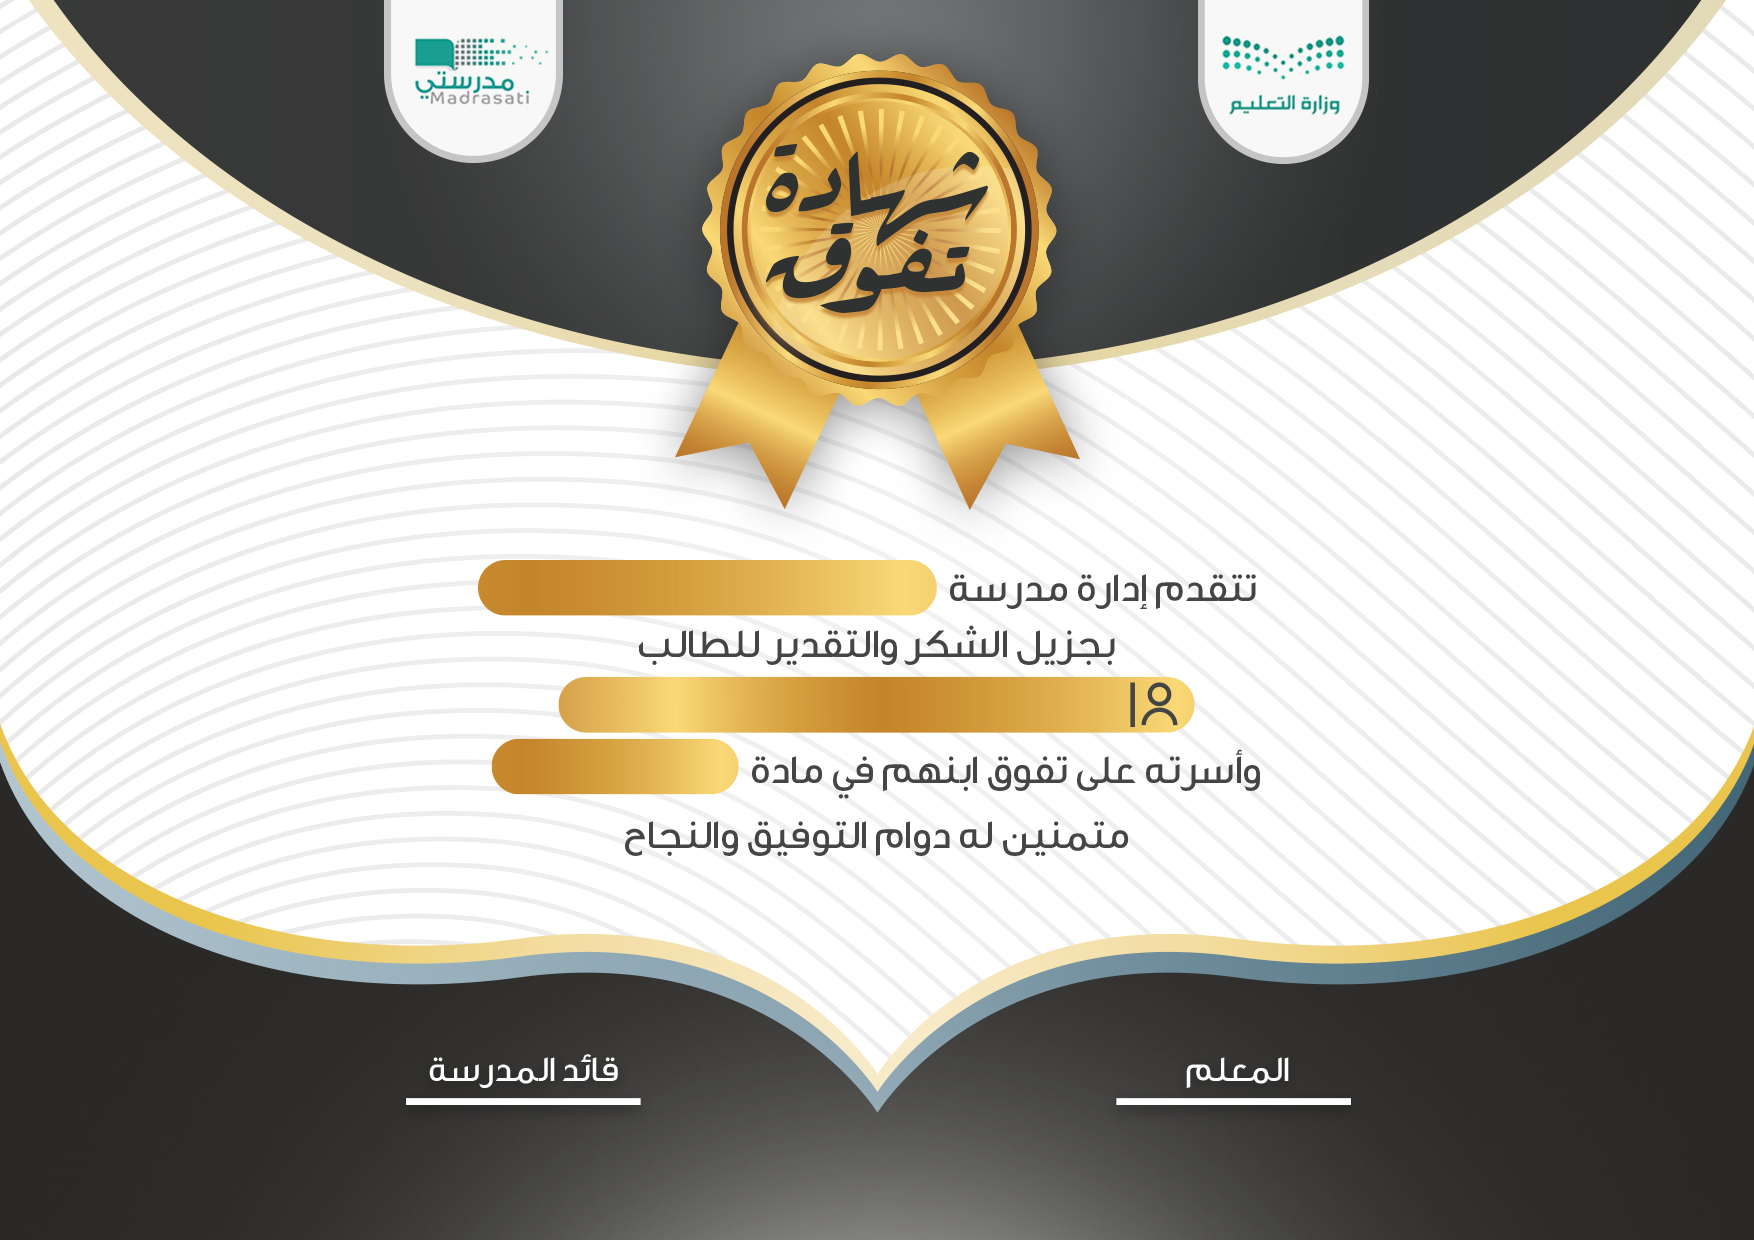 وزارة التعليم
مدرستي
Madrasati
شهادة
تفوق
تتقدم إدارة مدرسة
بجزيل الشكر والتقدير للطالب
وأسرته على تفوق ابنهم في مادة
متمنين له دوام التوفيق والنجاح
المعلم
قائد المدرسة